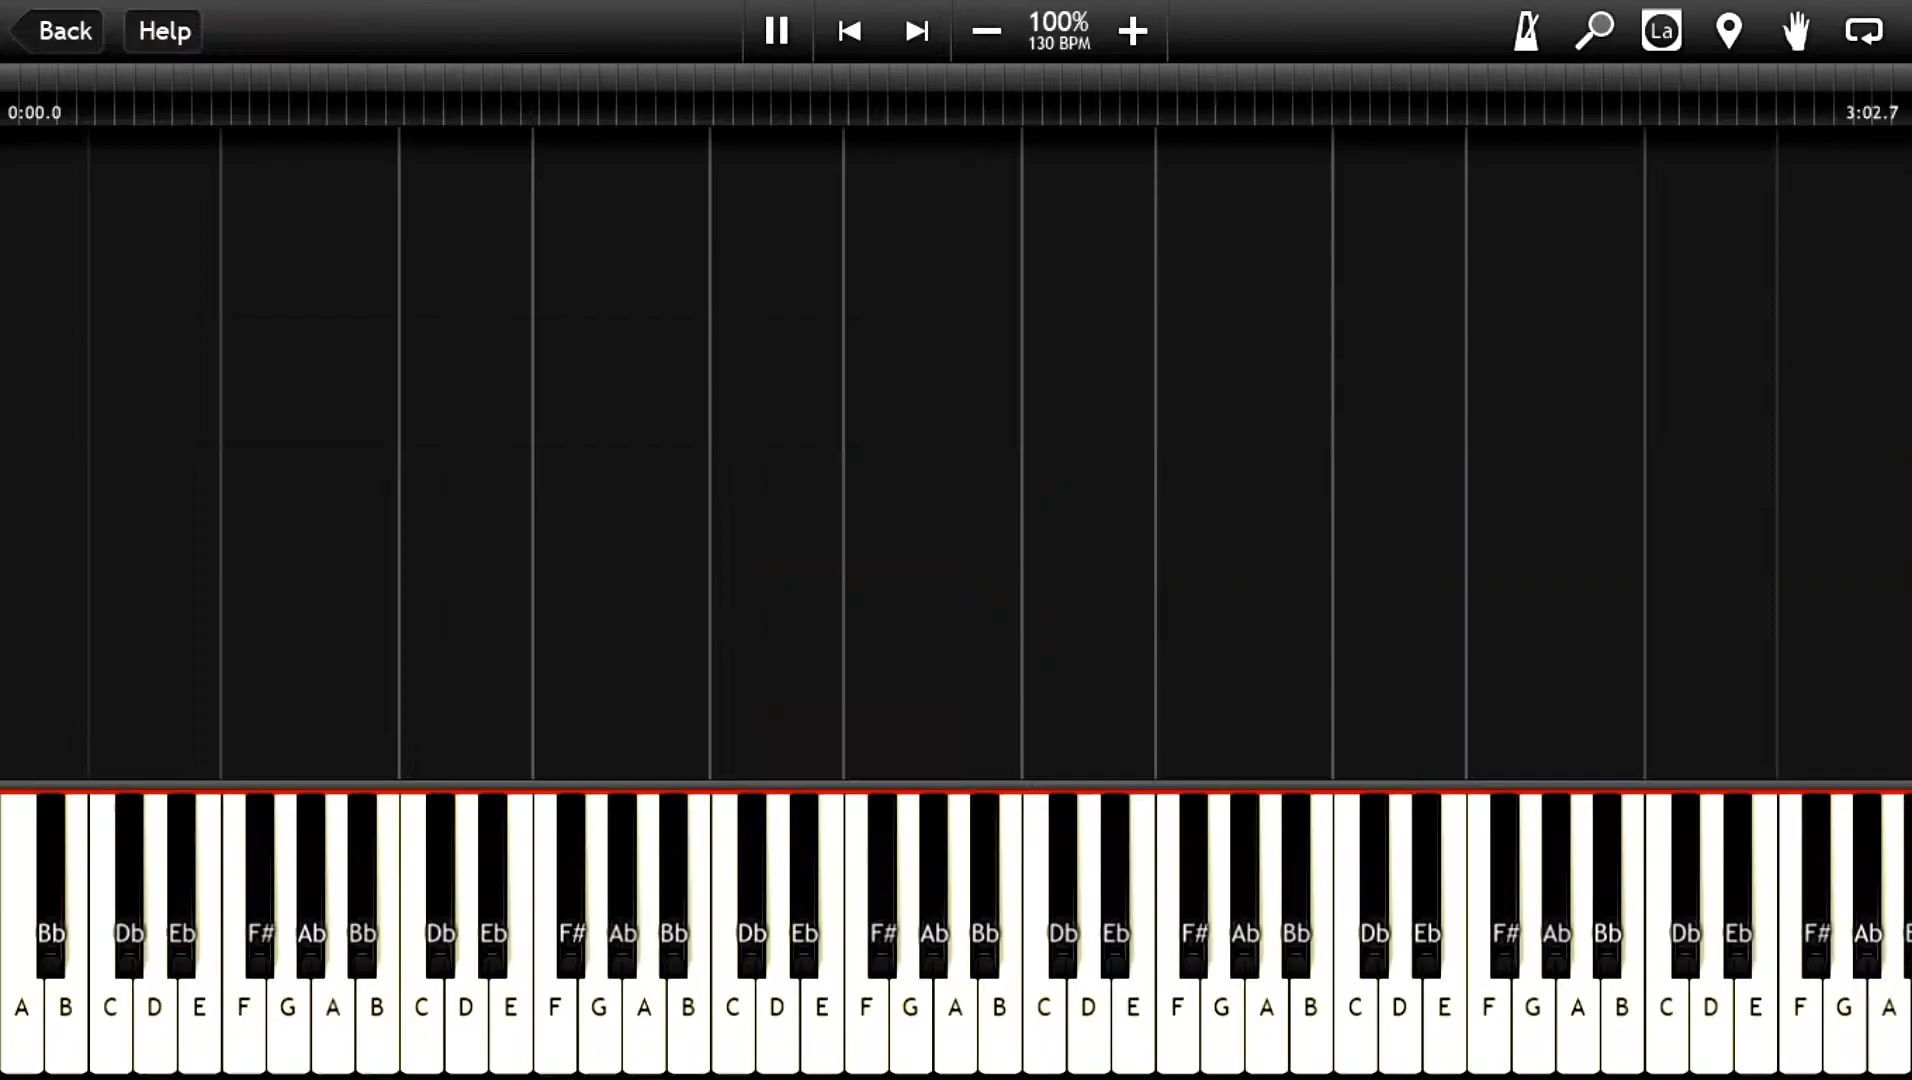 Back Help 100% La
130 BPM
0:00.0 3:02.7
Bb Db Eb F# Ab Bb Db Eb F# Ab Bb Db Eb F# Ab Bb Db Eb F# Ab Bb Db Eb F# Ab Bb Db Eb F# Ab
A B C D E F G A B C D E F G A B C D E F G A B C D E F G A B C D E F G A B C D E F G A